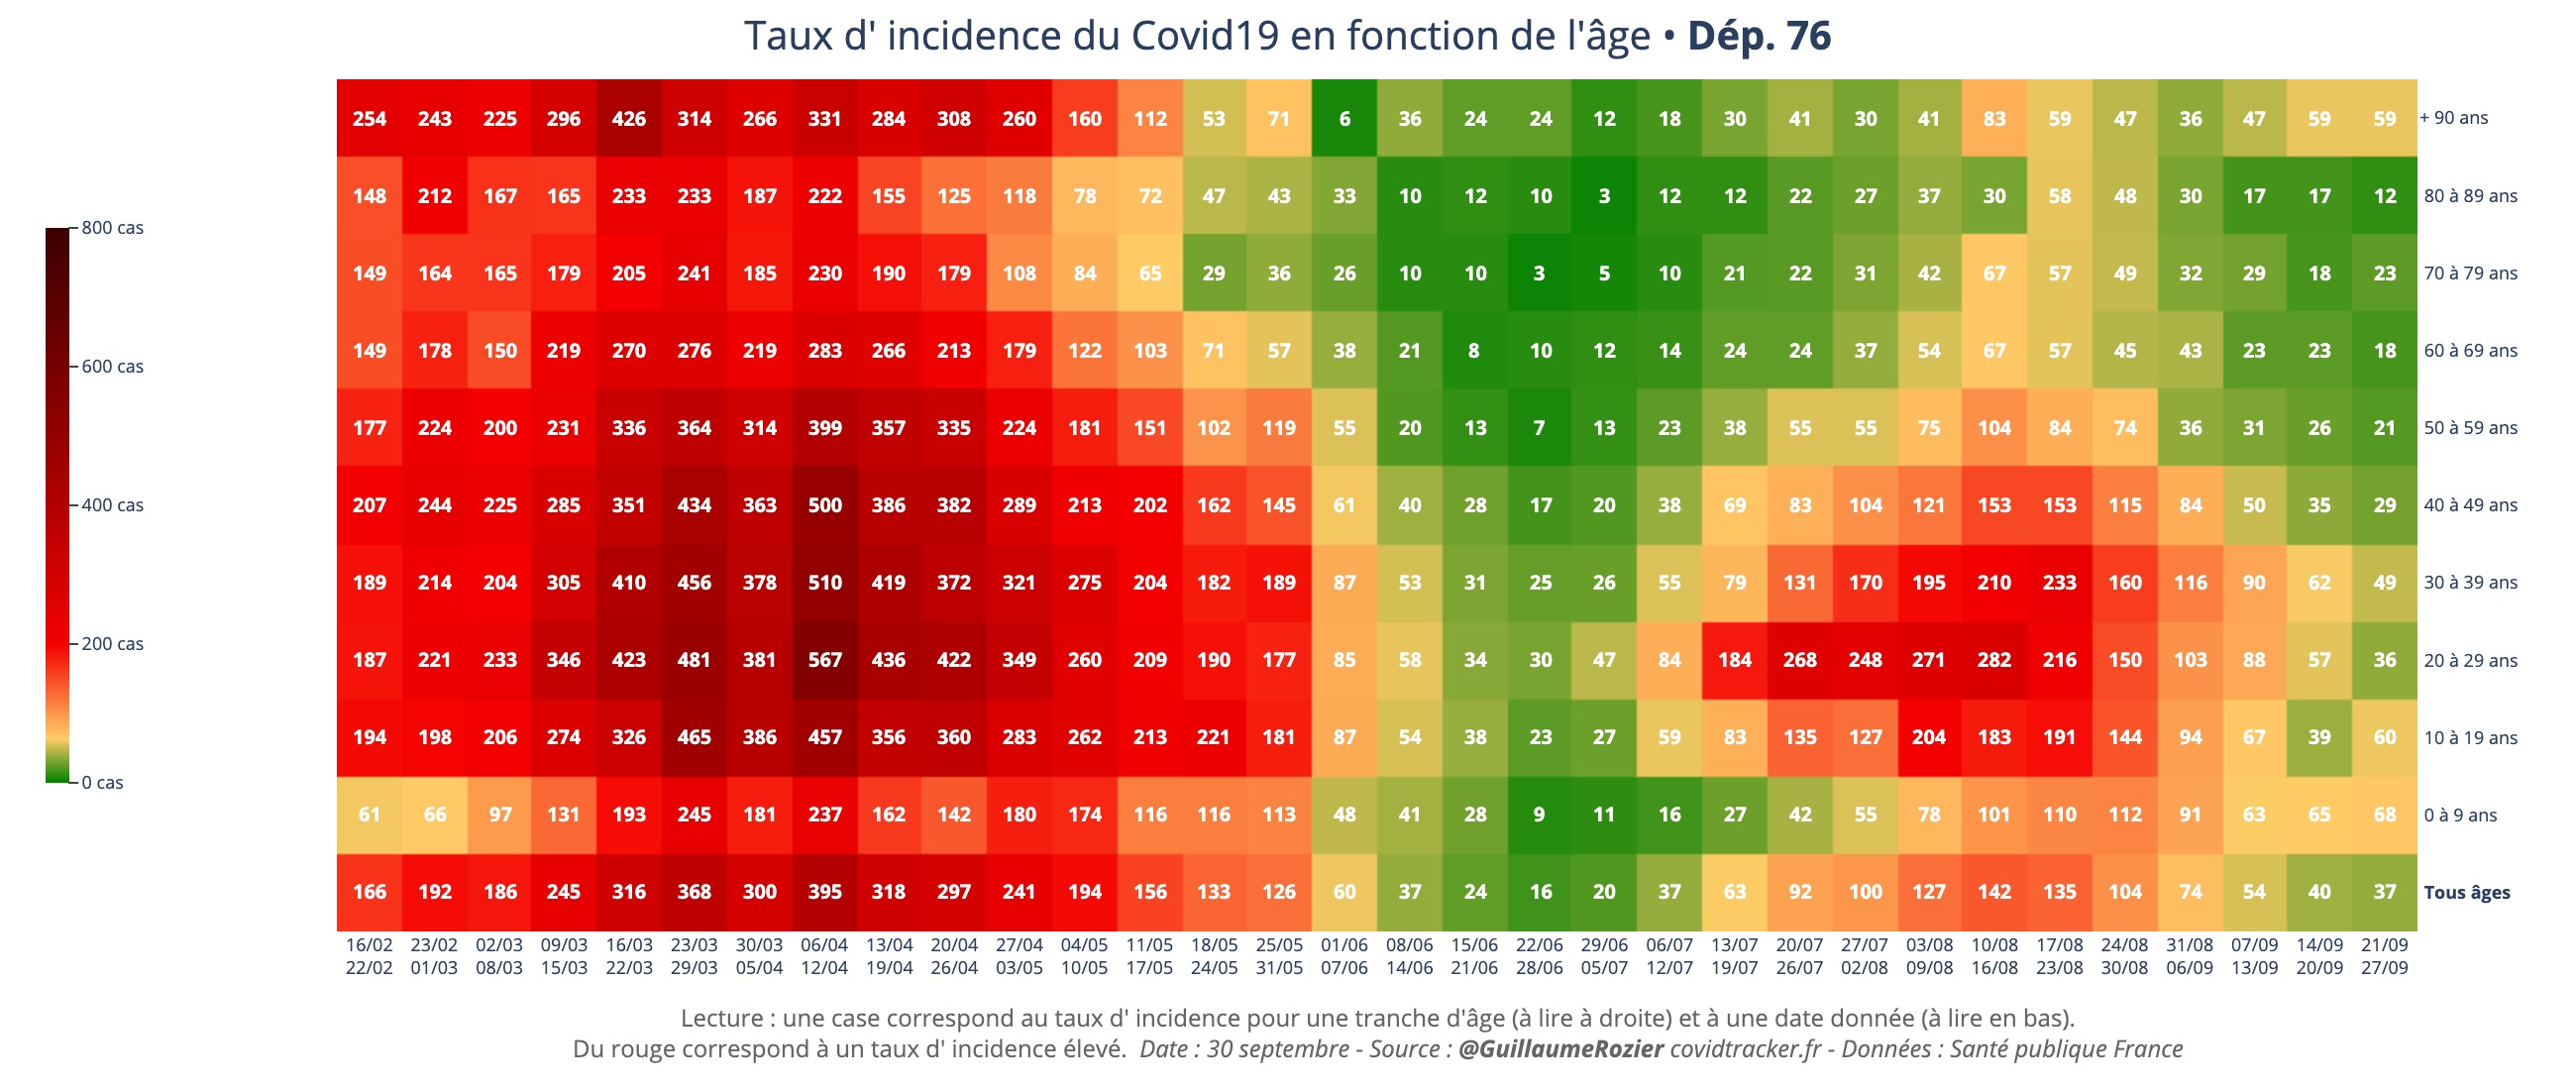 Taux d' incidence du Covid19 en fonction de l'âge • Dép. 76
254 243 225 296 426 314 266 331 284 308 260 160 112 53 71 6 36 24 24 12 18 30 41 30 41 83 59 47 36 47 59 59 + 90 ans
148 212 167 165 233 233 187 222 155 125 118 78 72 47 43 33 10 12 10 3 12 12 22 27 37 30 58 48 30 17 17 12 80 à 89 ans
149 164 165 179 205 241 185 230 190 179 108 84 65 29 36 26 10 10 3 5 10 21 22 31 42 67 57 49 32 29 18 23 70 à 79 ans
149 178 150 219 270 276 219 283 266 213 179 122 103 71 57 38 21 8 10 12 14 24 24 37 54 67 57 45 43 23 23 18 60 à 69 ans
177 224 200 231 336 364 314 399 357 335 224 181 151 102 119 55 20 13 7 13 23 38 55 55 75 104 84 74 36 31 26 21 50 à 59 ans
207 244 225 285 351 434 363 500 386 382 289 213 202 162 145 61 40 28 17 20 38 69 83 104 121 153 153 115 84 50 35 29 40 à 49 ans
189 214 204 305 410 456 378 510 419 372 321 275 204 182 189 87 53 31 25 26 55 79 131 170 195 210 233 160 116 90 62 49 30 à 39 ans
187 221 233 346 423 481 381 567 436 422 349 260 209 190 177 85 58 34 30 47 84 184 268 248 271 282 216 150 103 88 57 36 20 à 29 ans
194 198 206 274 326 465 386 457 356 360 283 262 213 221 181 87 54 38 23 27 59 83 135 127 204 183 191 144 94 67 39 60 10 à 19 ans
61 66 97 131 193 245 181 237 162 142 180 174 116 116 113 48 41 28 9 11 16 27 42 55 78 101 110 112 91 63 65 68 0 à 9 ans
166 192 186 245 316 368 300 395 318 297 241 194 156 133 126 60 37 24 16 20 37 63 92 100 127 142 135 104 74 54 40 37 Tous âges
16/02 23/02 02/03 09/03 16/03 23/03 30/03 06/04 13/04 20/04 27/04 04/05 11/05 18/05 25/05 01/06 08/06 15/06 22/06 29/06 06/07 13/07 20/07 27/07 03/08 10/08 17/08 24/08 31/08 07/09 14/09 21/09
22/02 01/03 08/03 15/03 22/03 29/03 05/04 12/04 19/04 26/04 03/05 10/05 17/05 24/05 31/05 07/06 14/06 21/06 28/06 05/07 12/07 19/07 26/07 02/08 09/08 16/08 23/08 30/08 06/09 13/09 20/09 27/09
800 cas
600 cas
400 cas
200 cas
0 cas
Lecture : une case correspond au taux d' incidence pour une tranche d'âge (à lire à droite) et à une date donnée (à lire en bas).
Du rouge correspond à un taux d' incidence élevé. Date : 30 septembre - Source : @GuillaumeRozier covidtracker.fr - Données : Santé publique France